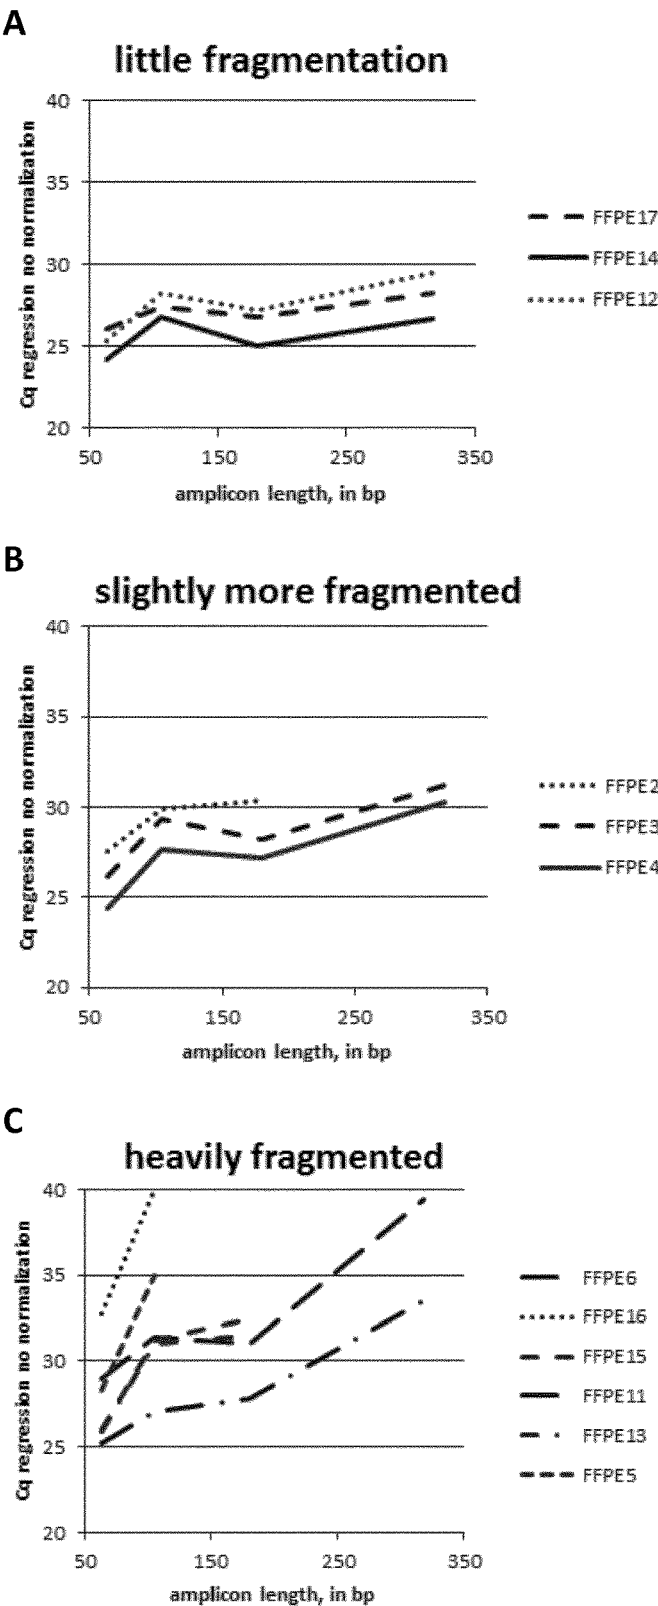 A
little fragmentation
Cq regression no normalization
40
35
30
25
20
50 150 250 350
amplicon length, in bp
FFPE17
FFPE14
FFPE12
B
slightly more fragmented
Cq regression no normalization
40
35
30
25
20
50 150 250 350
amplicon length, in bp
FFPE2
FFPE3
FFPE4
C
heavily fragmented
Cq regression no normalization
40
35
30
25
20
50 150 250 350
amplicon length, in bp
FFPE6
FFPE16
FFPE15
FFPE11
FFPE13
FFPE5